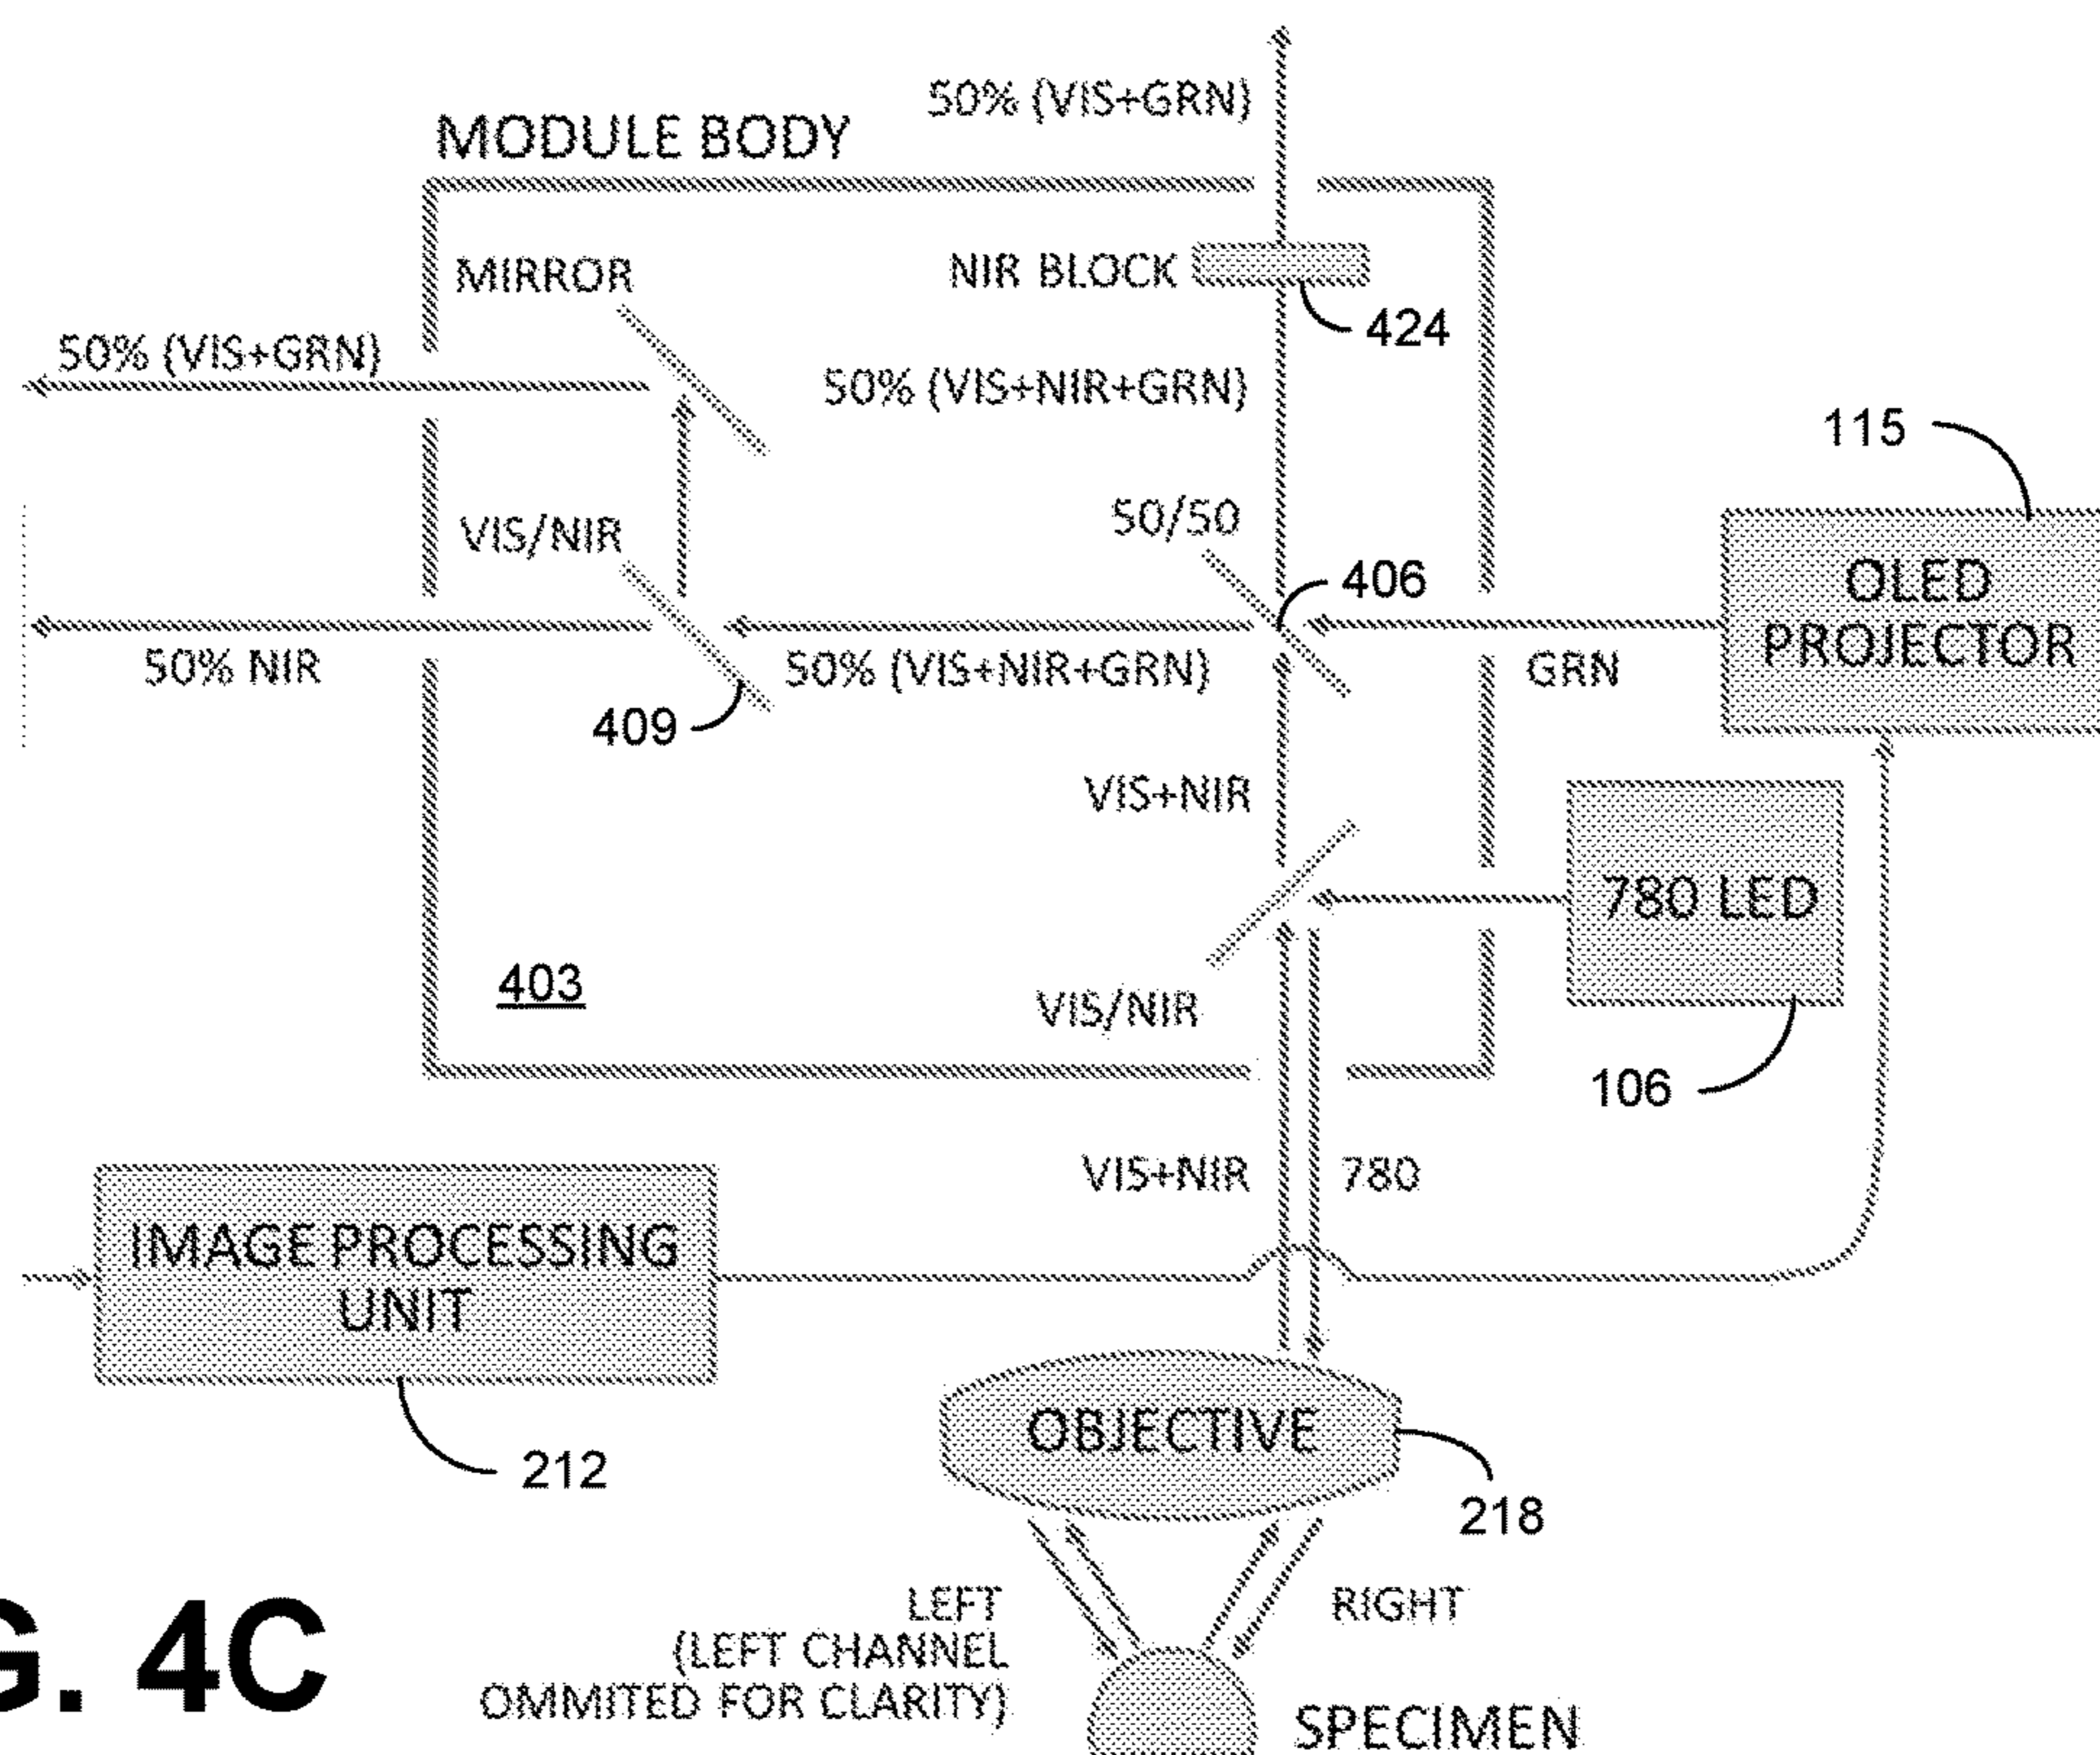 50% (VIS+GRN)
MODULE BODY
MIRROR
NIR BLOCK
424
50% (VIS+GRN)
50% (VIS+NIR+GRN)
115
VIS/NIR
50/50
406
OLED
PROJECTOR
50% NIR
50% (VIS+NIR+GRN)
GRN
409
VIS+NIR
780 LED
403
VIS/NIR
106
VIS+NIR
780
IMAGE PROCESSING
UNIT
OBJECTIVE
212
218
LEFT
(LEFT CHANNEL
OMMITED FOR CLARITY)
RIGHT
SPECIMEN
G. 4C